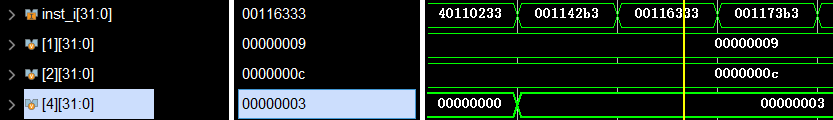 inst_i[31:0] 00116333 40110233 001142b3 00116333 001173b3
[1][31:0] 00000009 00000009
[2][31:0] 0000000c 0000000c
[4][31:0] 00000003 00000000 00000003